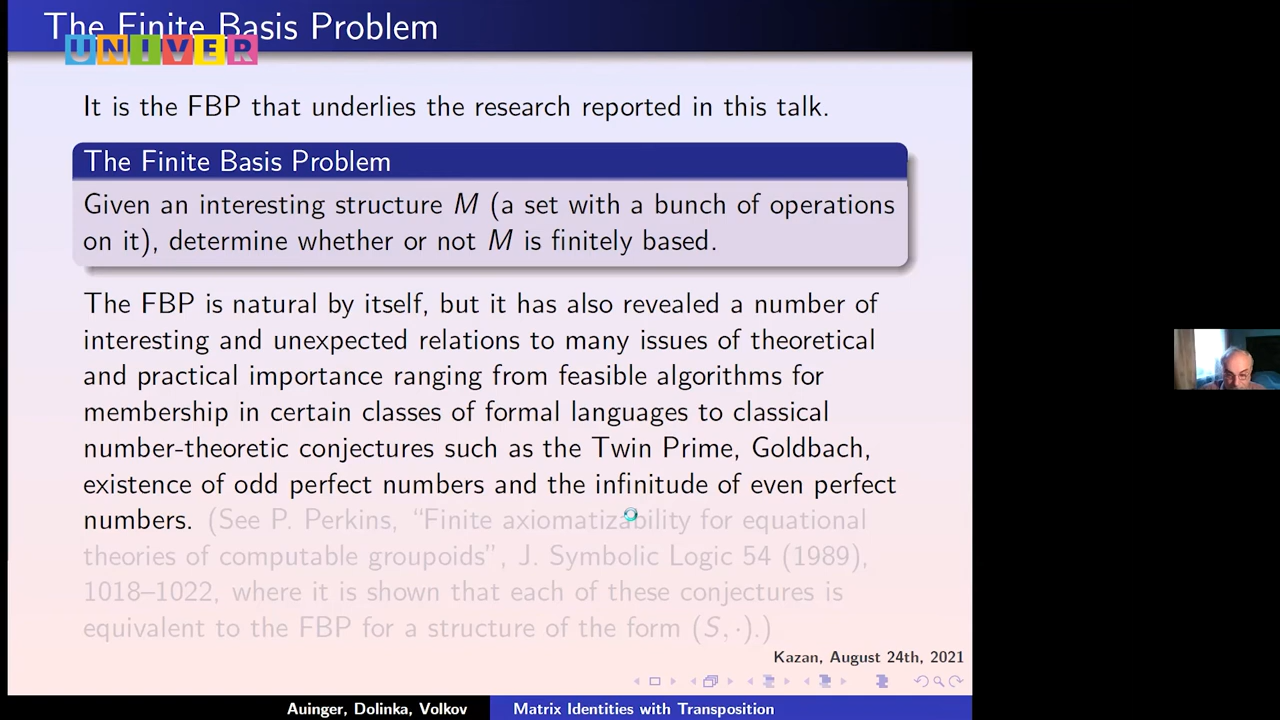 The Finite Basis Problem
UNIVER
It is the FBP that underlies the research reported in this talk.
The Finite Basis Problem
Given an interesting structure M (a set with a bunch of operations
on it), determine whether or not M is finitely based.
The FBP is natural by itself, but it has also revealed a number of
interesting and unexpected relations to many issues of theoretical
and practical importance ranging from feasible algorithms for
membership in certain classes of formal languages to classical
number-theoretic conjectures such as the Twin Prime, Goldbach,
existence of odd perfect numbers and the infinitude of even perfect
numbers. (See P. Perkins, “Finite axiomatizability for equational
theories of computable groupoids”, J. Symbolic Logic 54 (1989),
1018–1022, where it is shown that each of these conjectures is
equivalent to the FBP for a structure of the form (S, ·).)
Kazan, August 24th, 2021
Auinger, Dolinka, Volkov
Matrix Identities with Transposition